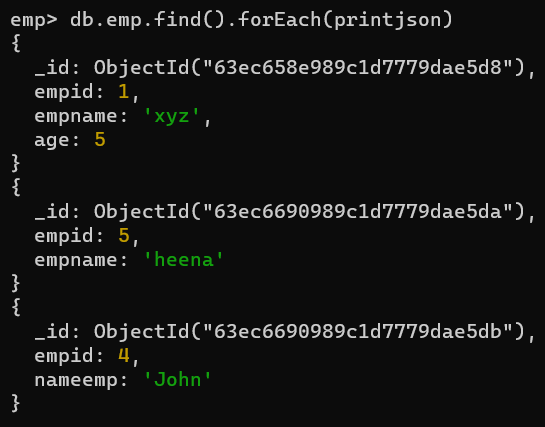 emp> db.emp.find().forEach(printjson)
{
  _id: ObjectId("63ec658e989c1d7779dae5d8"),
  empid: 1,
  empname: 'xyz',
  age: 5
}
{
  _id: ObjectId("63ec6690989c1d7779dae5da"),
  empid: 5,
  empname: 'heena'
}
{
  _id: ObjectId("63ec6690989c1d7779dae5db"),
  empid: 4,
  nameemp: 'John'
}